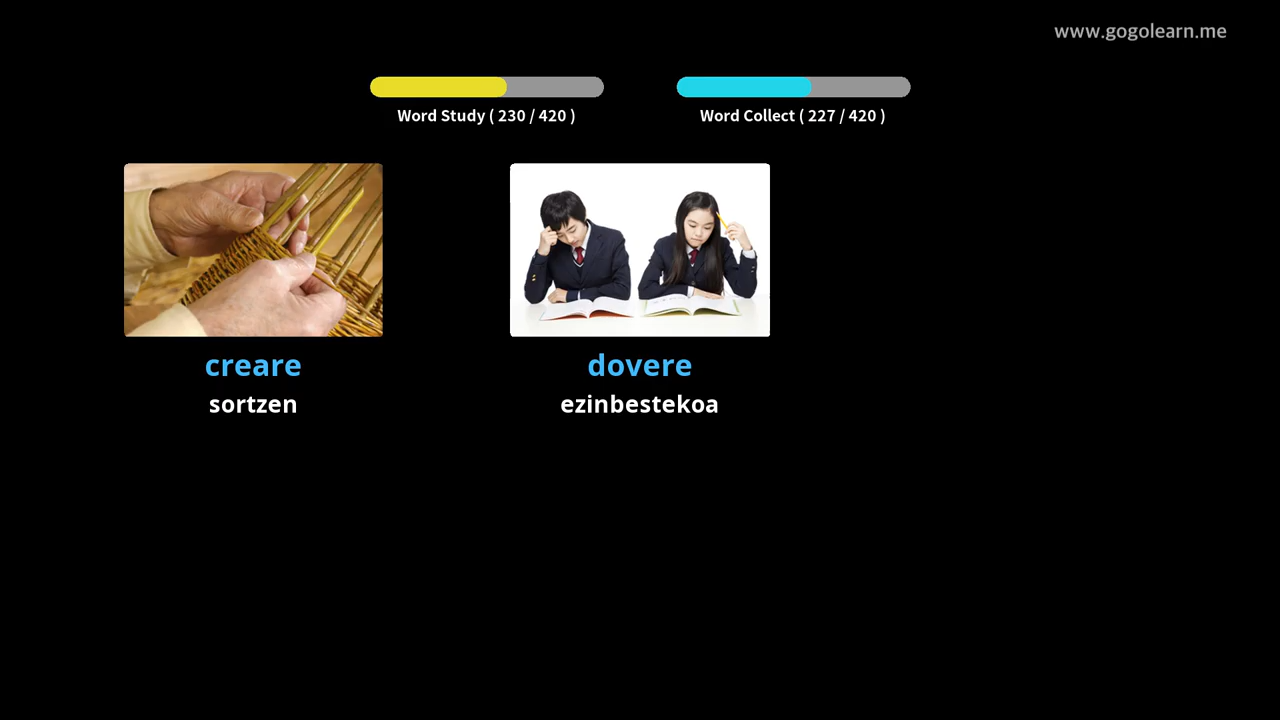 www.gogolearn.me
Word Study ( 230 / 420 )
Word Collect ( 227 / 420 )
creare
sortzen
dovere
ezinbestekoa